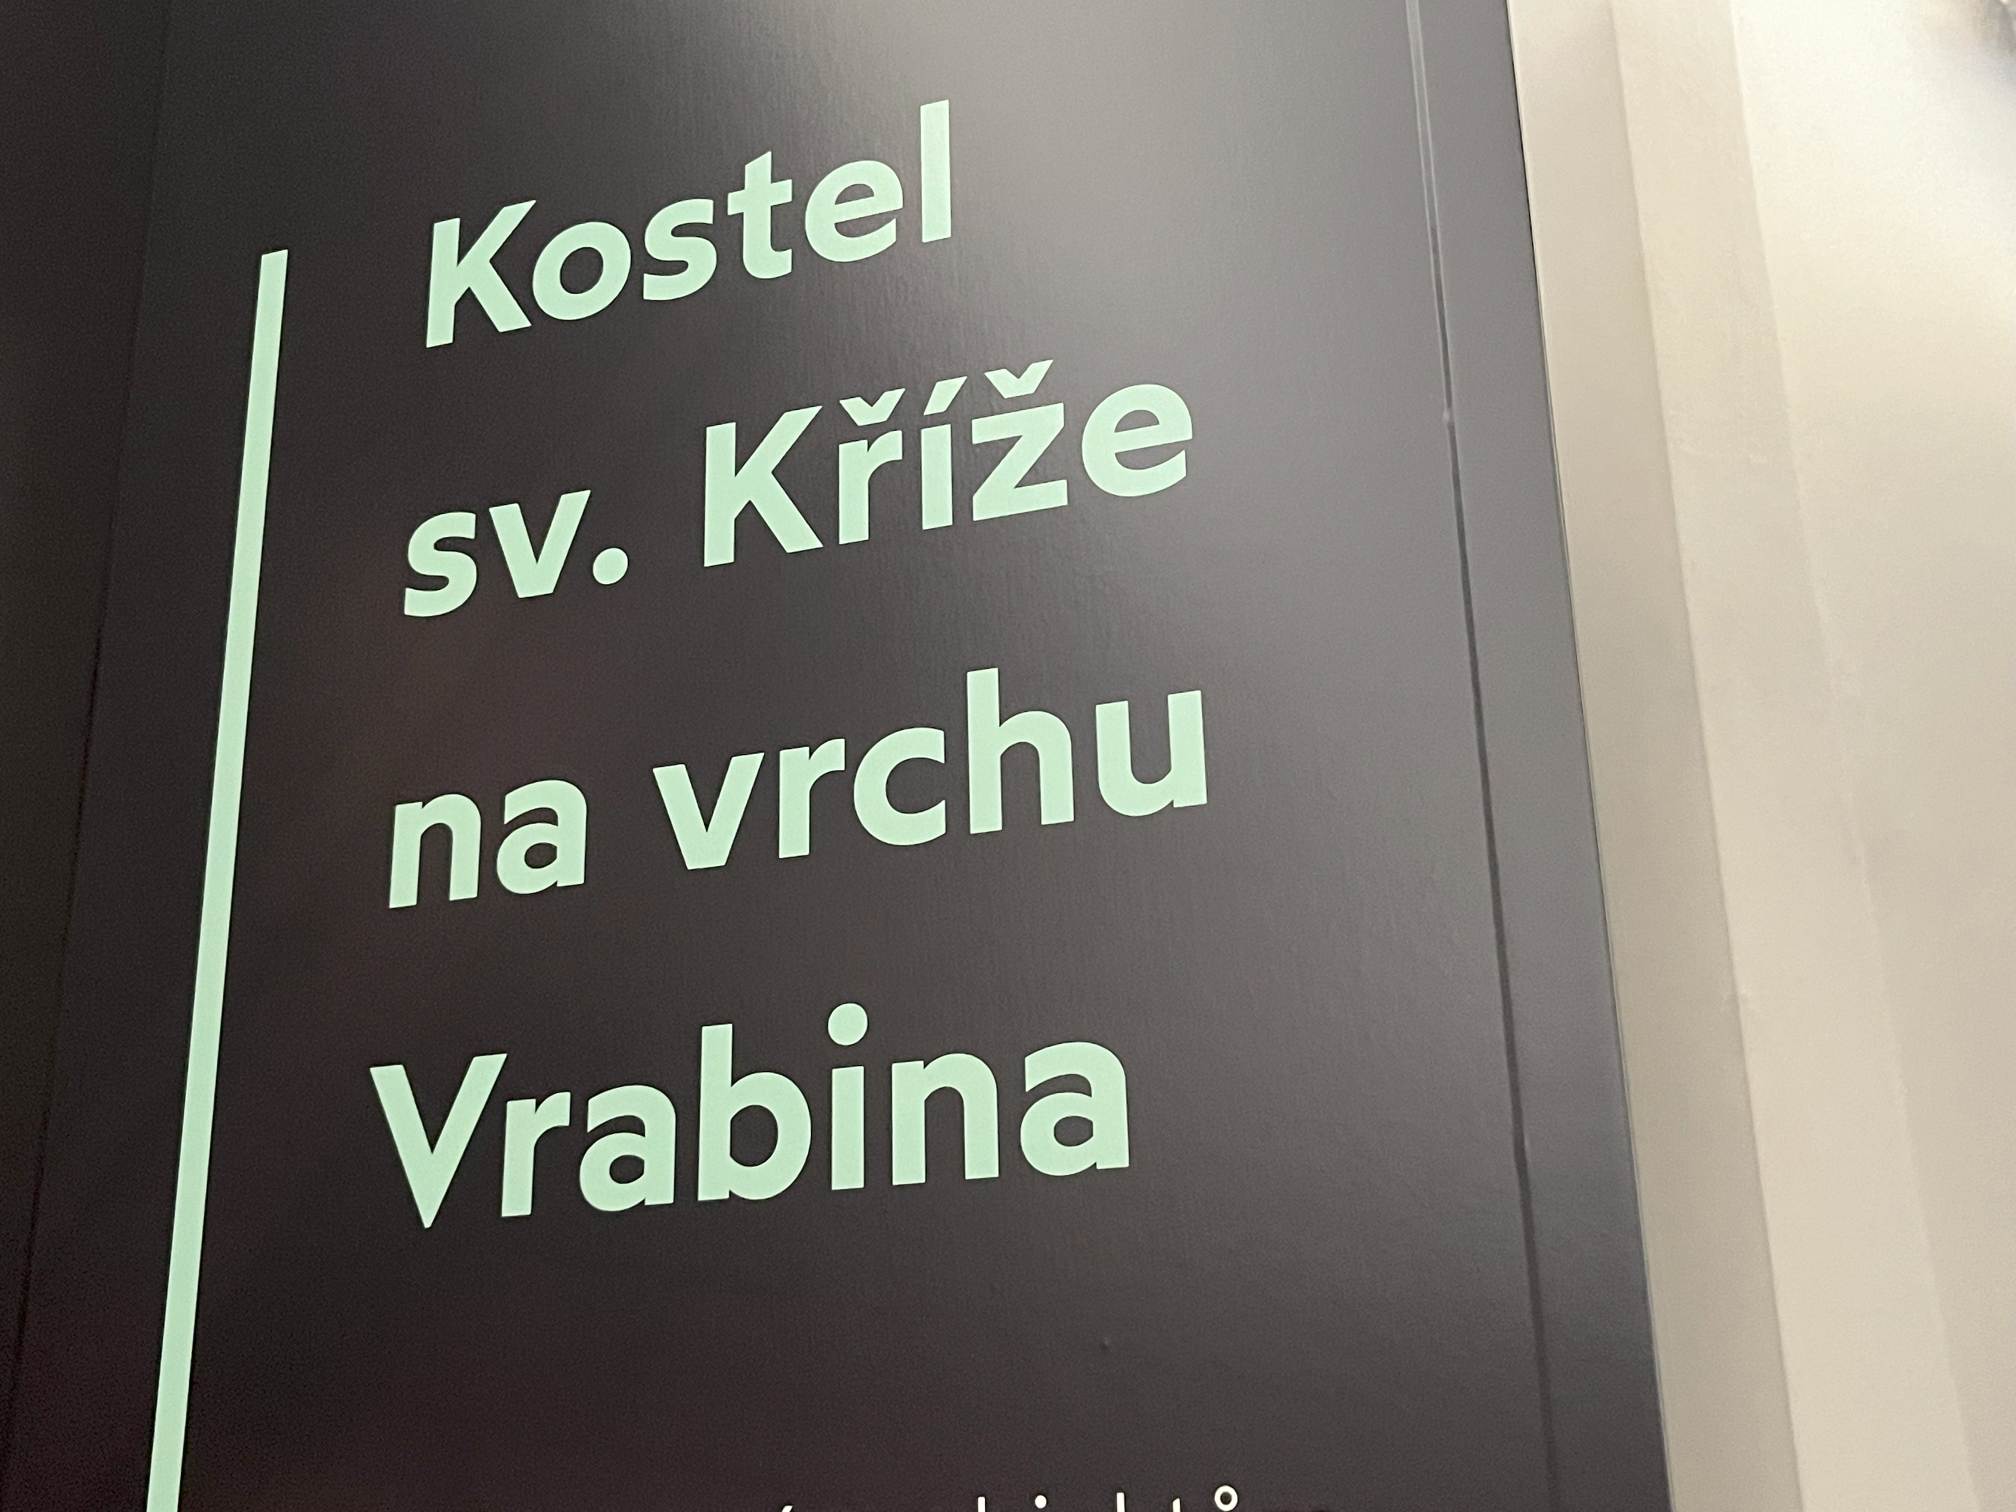 Kostel
sv. Kříže
na vrchu
Vrabina